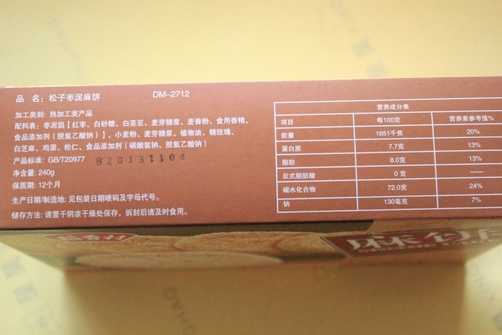 品 名：松子枣泥麻饼 DM-2712
加工类别：热加工类产品
配料表：枣泥馅【红枣、白砂糖、白芸豆、麦芽糖浆、麦香粉、食用香精、
食品添加剂（脱氢乙酸钠）】、小麦粉、麦芽糖浆、植物油、糖玫瑰、
白芝麻、鸡蛋、松仁、食品添加剂（碳酸氢钠、脱氢乙酸钠）
产品标准：GB/T20977 820131104
净含量：240g
保质期：12个月
生产日期/制造地：见包装日期喷码及字母代号。
储存方法：请置于阴凉干燥处保存，拆封后请及时食用。
营养成分表
项目 每100克 营养素参考值%
能量 1651千焦 20%
蛋白质 7.7克 13%
脂肪 8.0克 13%
反式脂肪酸 0 克 ——
碳水化合物 72.0克 24%
钠 130毫克 7%
稻香村